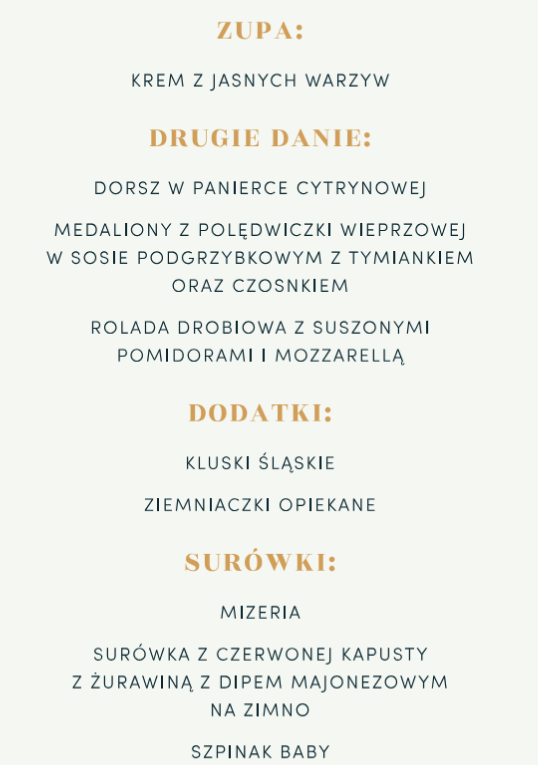 ZUPA:
KREM Z JASNYCH WARZYW
DRUGIE DANIE:
DORSZ W PANIERCE CYTRYNOWEJ
MEDALIONY Z POLĘDWICZKI WIEPRZOWEJ
W SOSIE PODGRZYBKOWYM Z TYMIANKIEM
ORAZ CZOSNKIEM
ROLADA DROBIOWA Z SUSZONYMI
POMIDORAMI I MOZZARELLĄ
DODATKI:
KLUSKI ŚLĄSKIE
ZIEMNIACZKI OPIEKANE
SURÓWKI:
MIZERIA
SURÓWKA Z CZERWONEJ KAPUSTY
Z ŻURAWINĄ Z DIPEM MAJONEZOWYM
NA ZIMNO
SZPINAK BABY